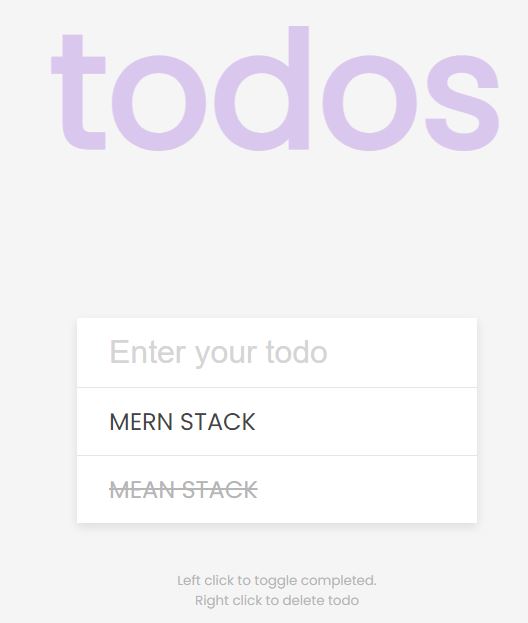 todos
Enter your todo
MERN STACK
MEAN STACK
Left click to toggle completed.
Right click to delete todo